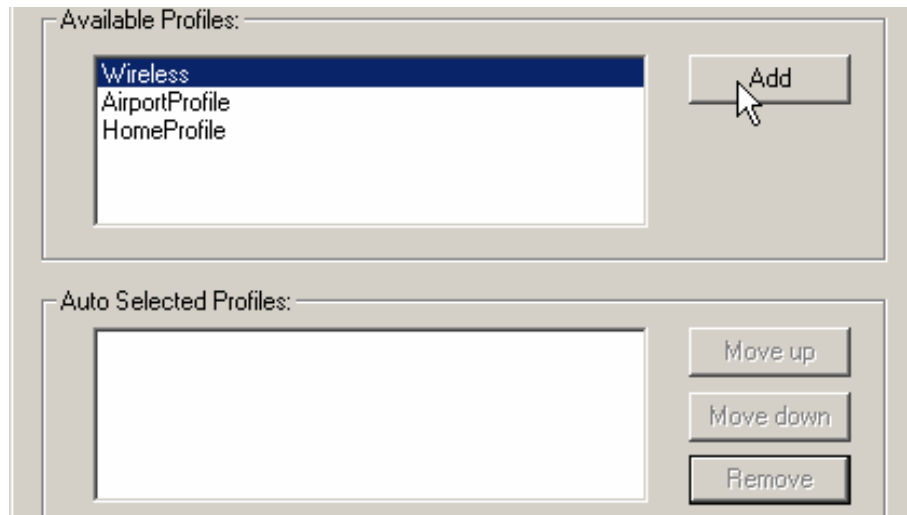 Available Profiles:
Wireless
AirportProfile
HomeProfile
Add
Auto Selected Profiles:
Move up
Move down
Remove